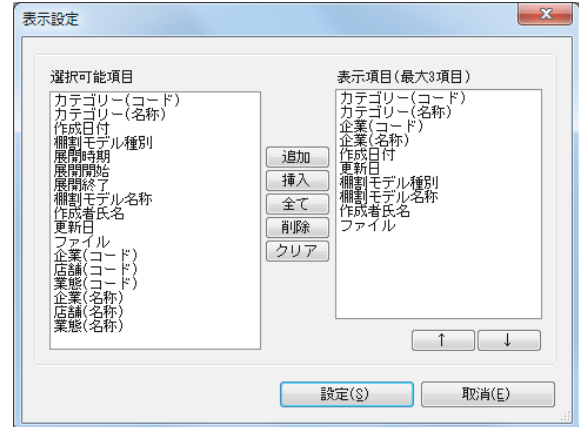 表示設定
選択可能項目
カテゴリー(コード)
カテゴリー(名称)
作成日付
棚割モデル種別
展開時期
展開開始
展開終了
棚割モデル名称
作成者氏名
更新日
ファイル
企業(コード)
店舗(コード)
業態(コード)
企業(名称)
店舗(名称)
業態(名称)
追加
挿入
全て
削除
クリア
表示項目(最大3項目)
カテゴリー(コード)
カテゴリー(名称)
企業(コード)
企業(名称)
作成日付
更新日
棚割モデル種別
棚割モデル名称
作成者氏名
ファイル
↑
↓
設定(S)
取消(E)